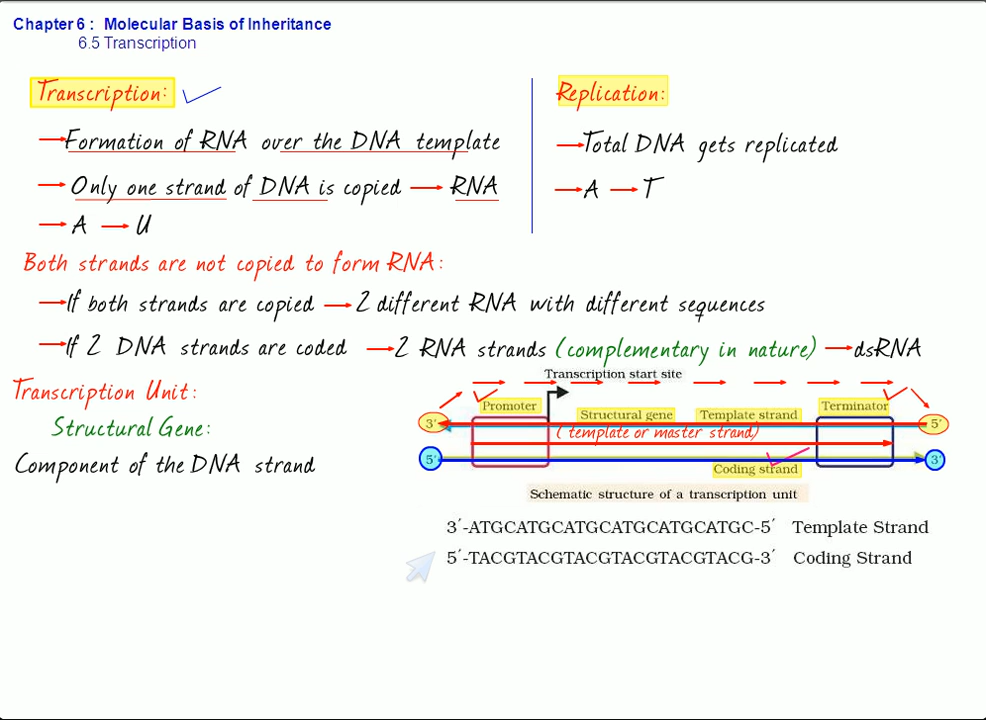 Chapter 6 : Molecular Basis of Inheritance
6.5 Transcription
Transcription:
→Formation of RNA over the DNA template
→ Only one strand of DNA is copied → RNA
→ A → U
Replication:
→Total DNA gets replicated
→A → T
Both strands are not copied to form RNA:
→If both strands are copied → 2 different RNA with different sequences
→If 2 DNA strands are coded → 2 RNA strands (complementary in nature) → dsRNA
Transcription Unit:
Structural Gene:
Component of the DNA strand
Transcription start site
Promoter
Structural gene
Template strand
Terminator
3′
5′
( template or master strand)
5′
3′
Coding strand
Schematic structure of a transcription unit
3′-ATGCATGCATGCATGCATGCATGC-5′ Template Strand
5′-TACGTACGTACGTACGTACGTACG-3′ Coding Strand